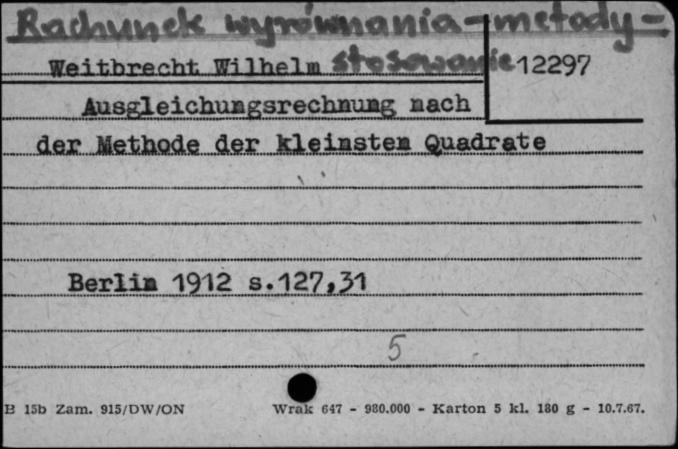 Rachunek wyrównania - metody -
stosowanie
Weitbrecht Wilhelm
12297
Ausgleichungsrechnung nach
der Methode der kleinsten Quadrate
Berlin 1912 s.127,31
5
B 15b Zam. 915/DW/ON Wrak 647 - 980.000 - Karton 5 kl. 180 g - 10.7.67.